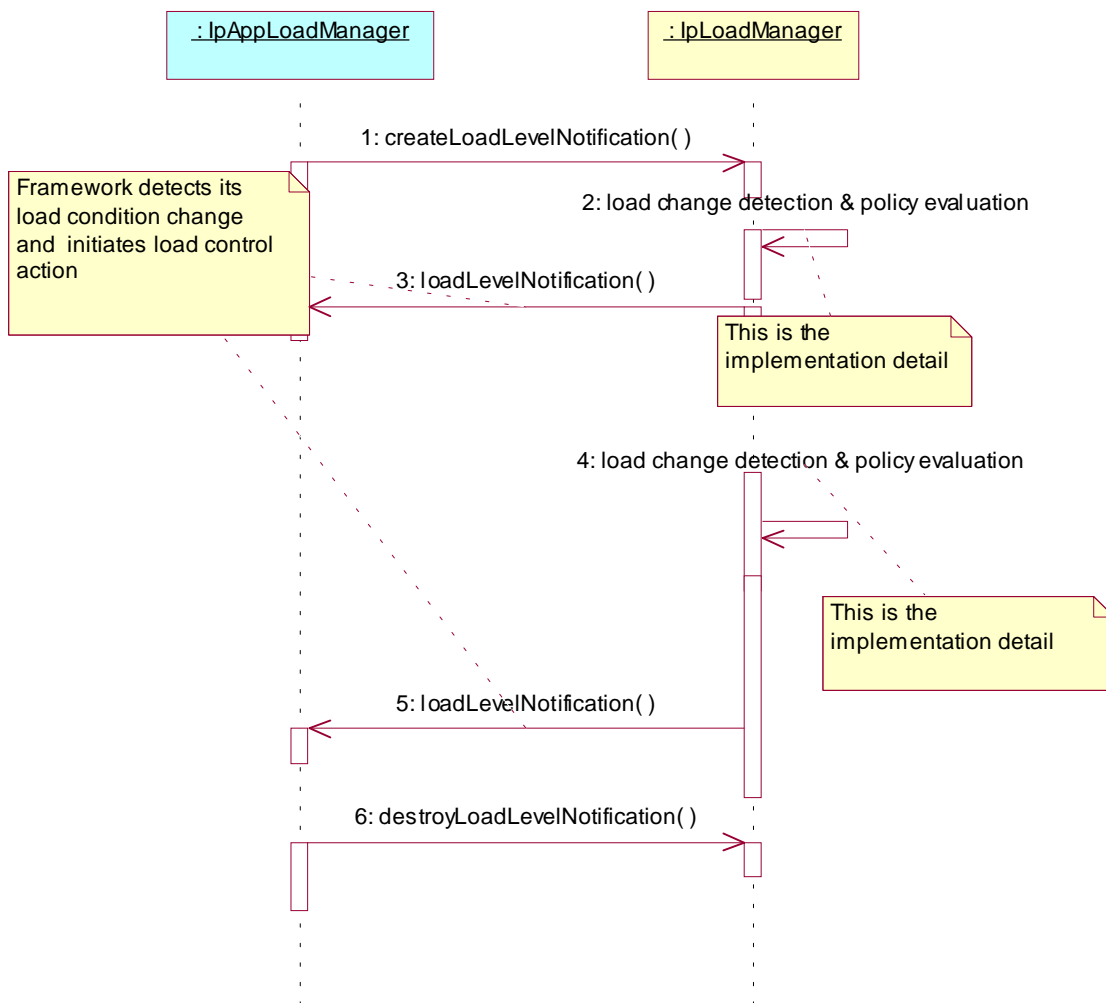 : IpAppLoadManager
: IpLoadManager
1: createLoadLevelNotification( )
Framework detects its
load condition change
and initiates load control
action
2: load change detection & policy evaluation
3: loadLevelNotification( )
This is the
implementation detail
4: load change detection & policy evaluation
This is the
implementation detail
5: loadLevelNotification( )
6: destroyLoadLevelNotification( )